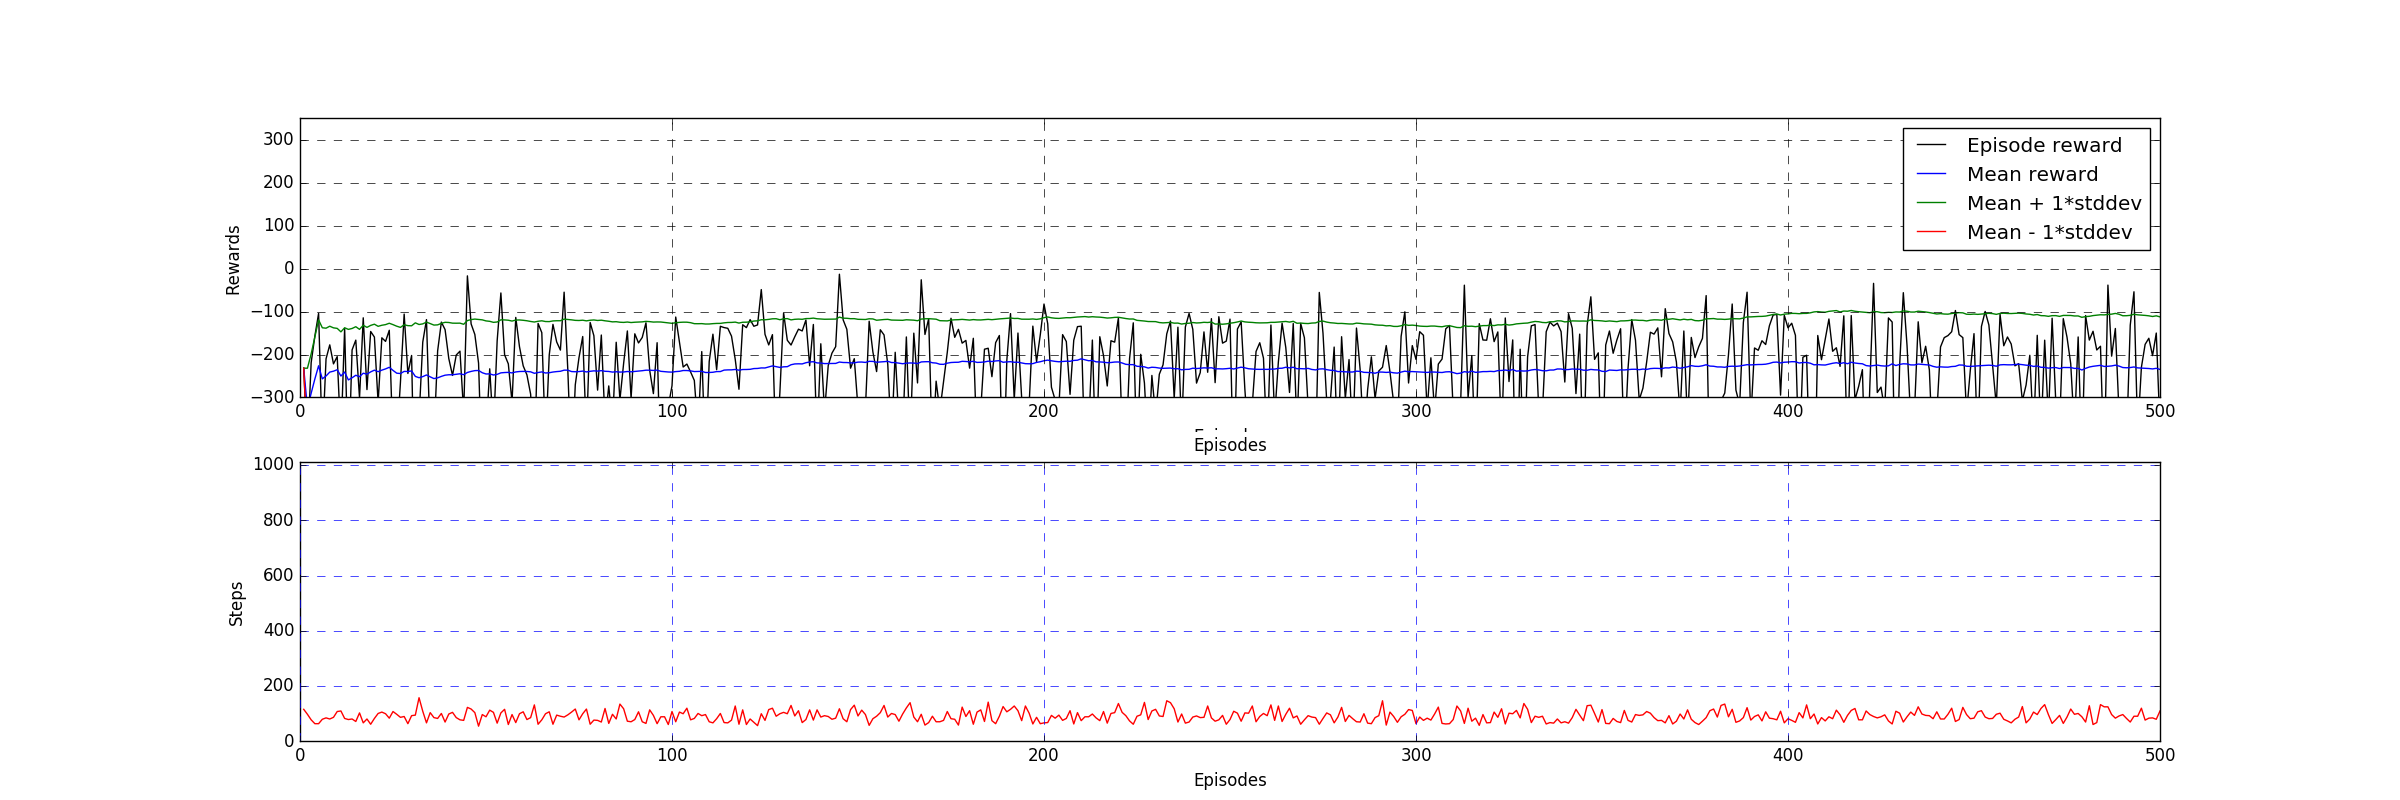 300
200
100
0
−100
−200
−300
Rewards
Episode reward
Mean reward
Mean + 1*stddev
Mean - 1*stddev
0 100 200 300 400 500
Episodes
1000
800
600
400
200
0
Steps
0 100 200 300 400 500
Episodes